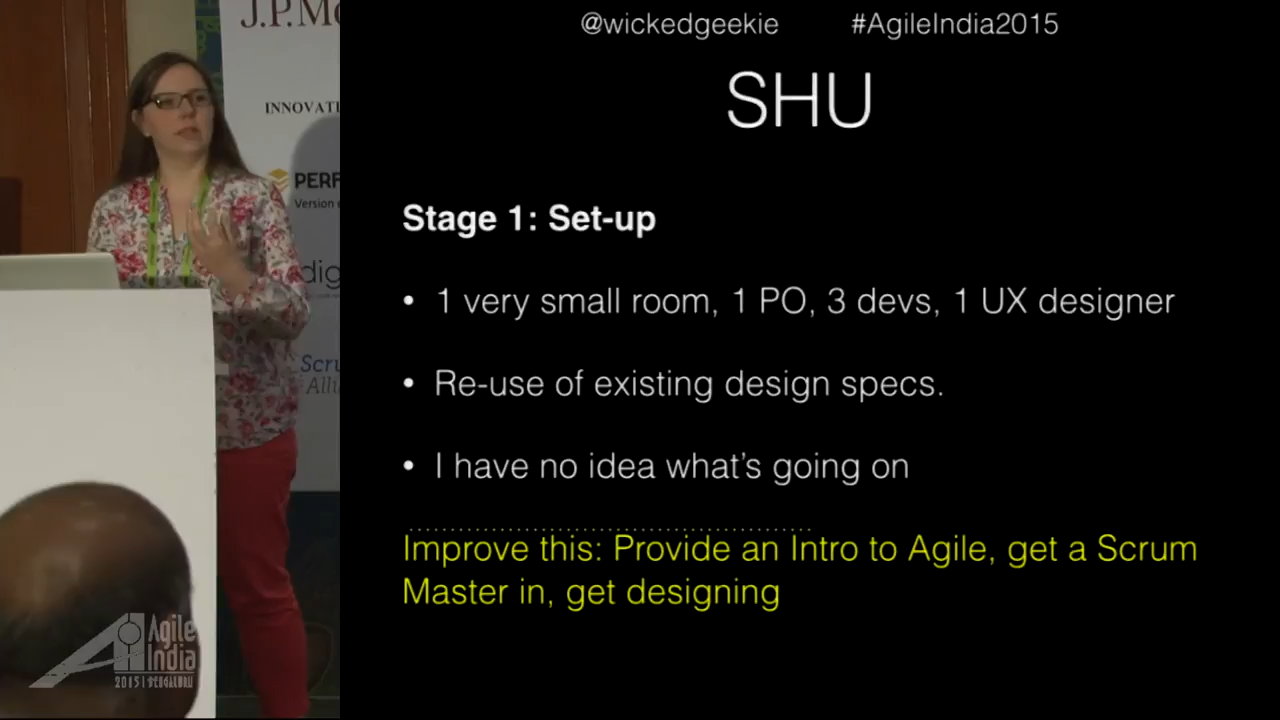 @wickedgeekie #AgileIndia2015
SHU
Stage 1: Set-up
• 1 very small room, 1 PO, 3 devs, 1 UX designer
• Re-use of existing design specs.
• I have no idea what's going on
Improve this: Provide an Intro to Agile, get a Scrum
Master in, get designing
J.P.Mo
INNOVATI
PERF
Version
dig
Scru
Alli
Agile
India
2015 | BENGALURU